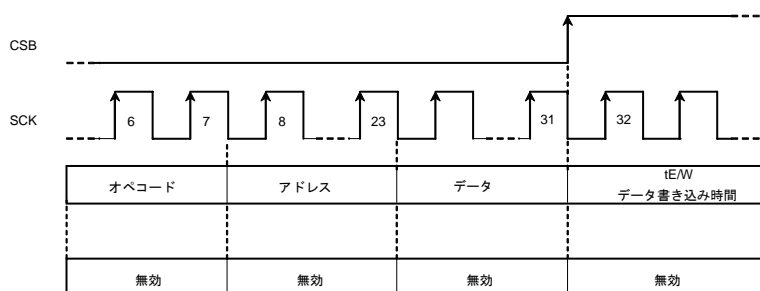 CSB
SCK
6 7 8 23 31 32
オペコード アドレス データ tE/W
データ書き込み時間
無効 無効 無効 無効